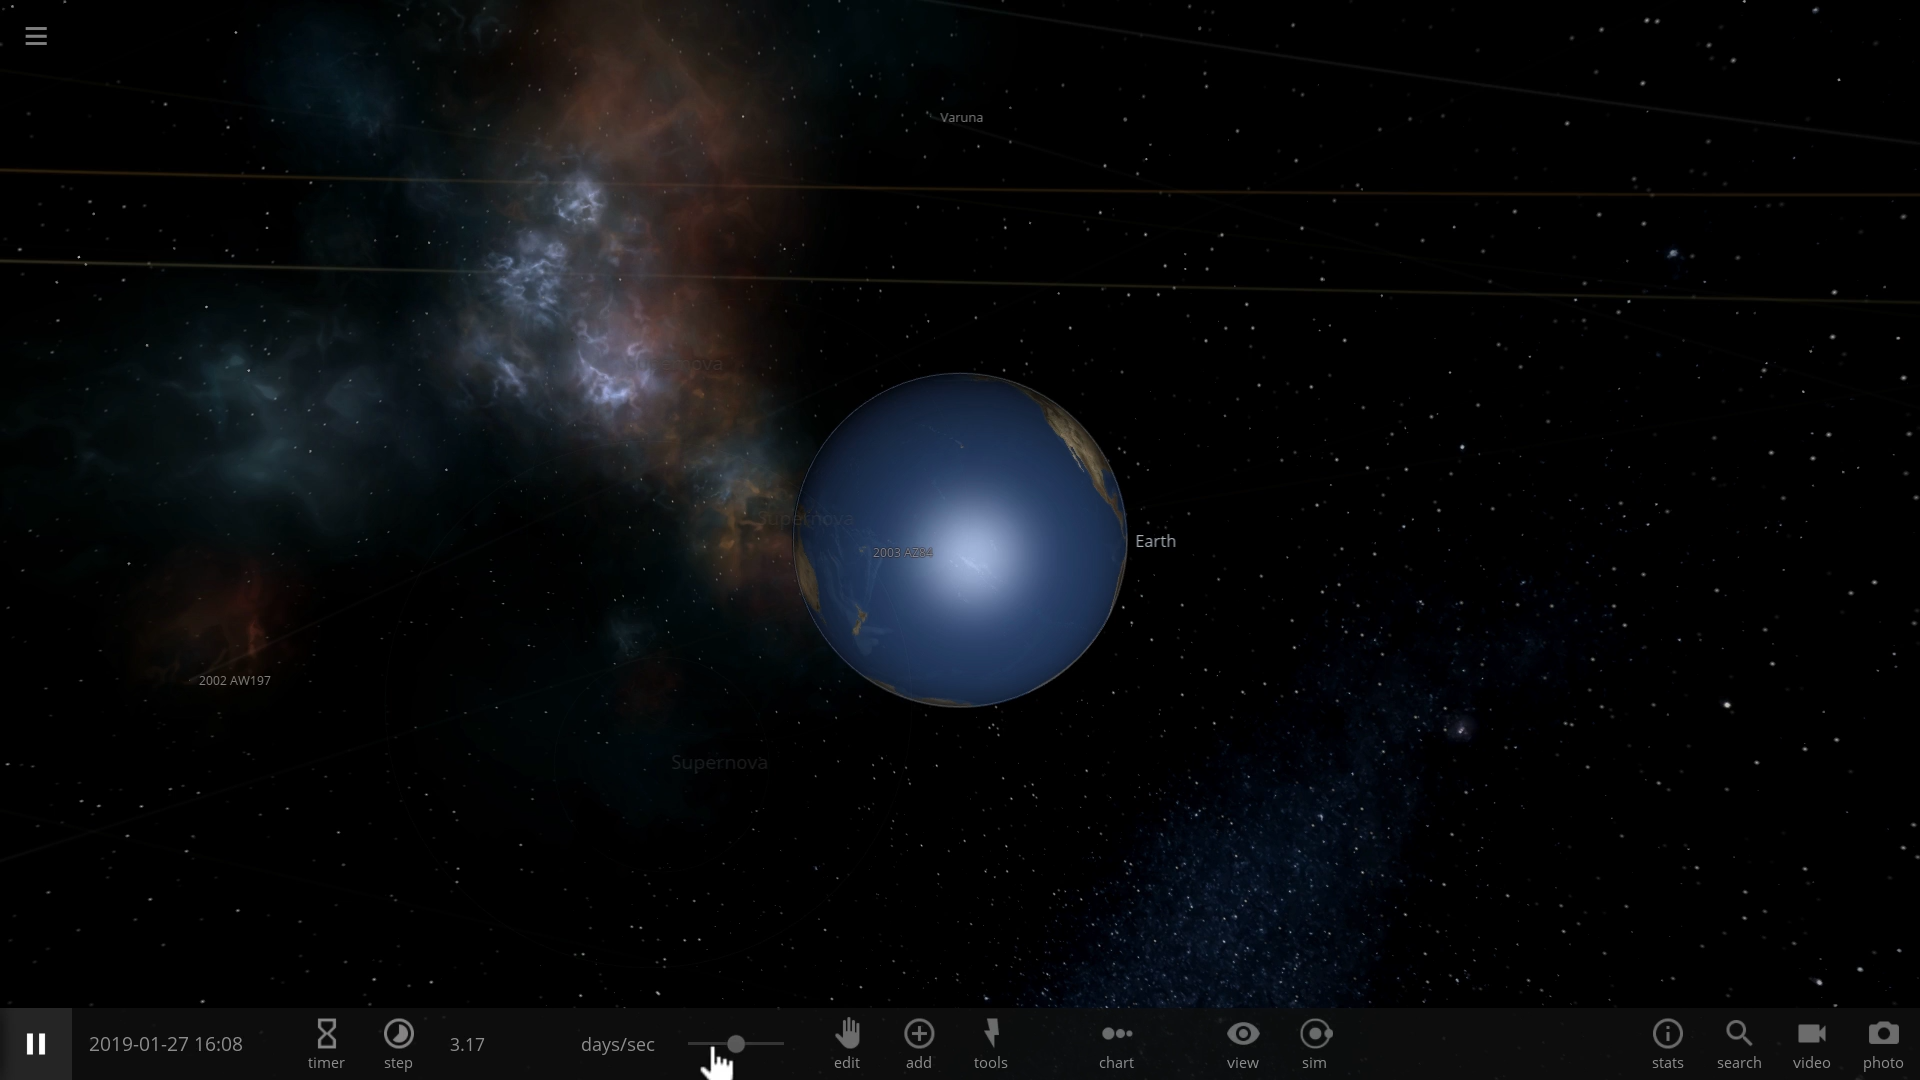 Varuna
Supernova
Supernova
2003 AZ84
Earth
2002 AW197
Supernova
2019-01-27 16:08
timer
step
3.17
days/sec
edit
add
tools
chart
view
sim
stats
search
video
photo